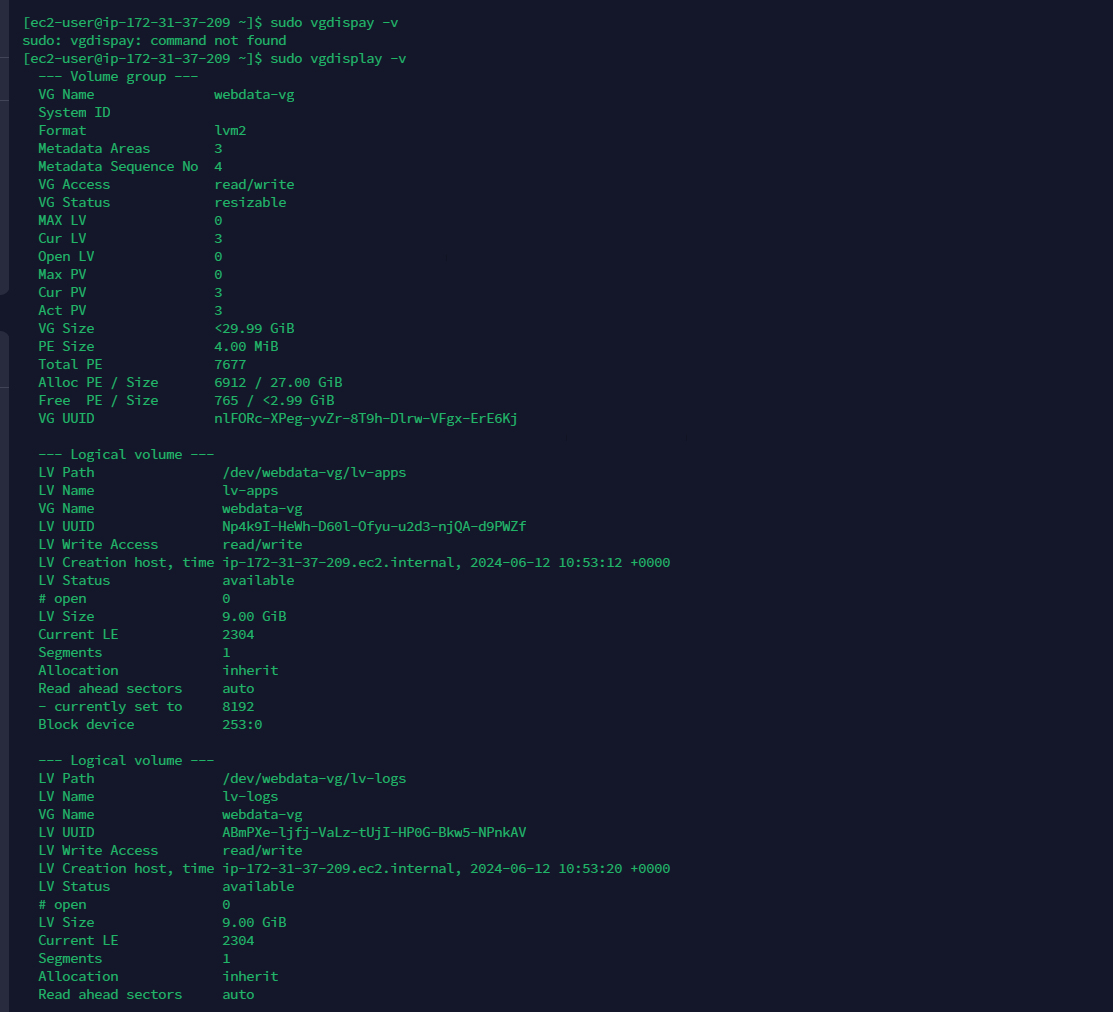 [ec2-user@ip-172-31-37-209 ~]$ sudo vgdispay -v
sudo: vgdispay: command not found
[ec2-user@ip-172-31-37-209 ~]$ sudo vgdisplay -v
--- Volume group ---
VG Name webdata-vg
System ID
Format lvm2
Metadata Areas 3
Metadata Sequence No 4
VG Access read/write
VG Status resizable
MAX LV 0
Cur LV 3
Open LV 0
Max PV 0
Cur PV 3
Act PV 3
VG Size <29.99 GiB
PE Size 4.00 MiB
Total PE 7677
Alloc PE / Size 6912 / 27.00 GiB
Free PE / Size 765 / <2.99 GiB
VG UUID nlFORc-XPeg-yvZr-8T9h-Dlrw-VFgx-ErE6Kj
--- Logical volume ---
LV Path /dev/webdata-vg/lv-apps
LV Name lv-apps
VG Name webdata-vg
LV UUID Np4k9I-HeWh-D60l-Ofyu-u2d3-njQA-d9PWZf
LV Write Access read/write
LV Creation host, time ip-172-31-37-209.ec2.internal, 2024-06-12 10:53:12 +0000
LV Status available
# open 0
LV Size 9.00 GiB
Current LE 2304
Segments 1
Allocation inherit
Read ahead sectors auto
- currently set to 8192
Block device 253:0
--- Logical volume ---
LV Path /dev/webdata-vg/lv-logs
LV Name lv-logs
VG Name webdata-vg
LV UUID ABmPXe-ljfj-VaLz-tUjI-HP0G-Bkw5-NPnkAV
LV Write Access read/write
LV Creation host, time ip-172-31-37-209.ec2.internal, 2024-06-12 10:53:20 +0000
LV Status available
# open 0
LV Size 9.00 GiB
Current LE 2304
Segments 1
Allocation inherit
Read ahead sectors auto